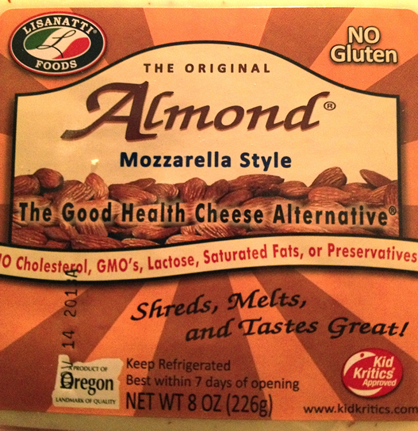 LISANATTI®
FOODS
NO
Gluten
THE ORIGINAL
Almond®
Mozzarella Style
The Good Health Cheese Alternative®
NO Cholesterol, GMO's, Lactose, Saturated Fats, or Preservatives
Shreds, Melts,
and Tastes Great!
14 2013A
PRODUCT OF
Oregon
LANDMARK OF QUALITY
Keep Refrigerated
Best within 7 days of opening
NET WT 8 OZ (226g)
Kid
Kritics®
Approved
www.kidkritics.com